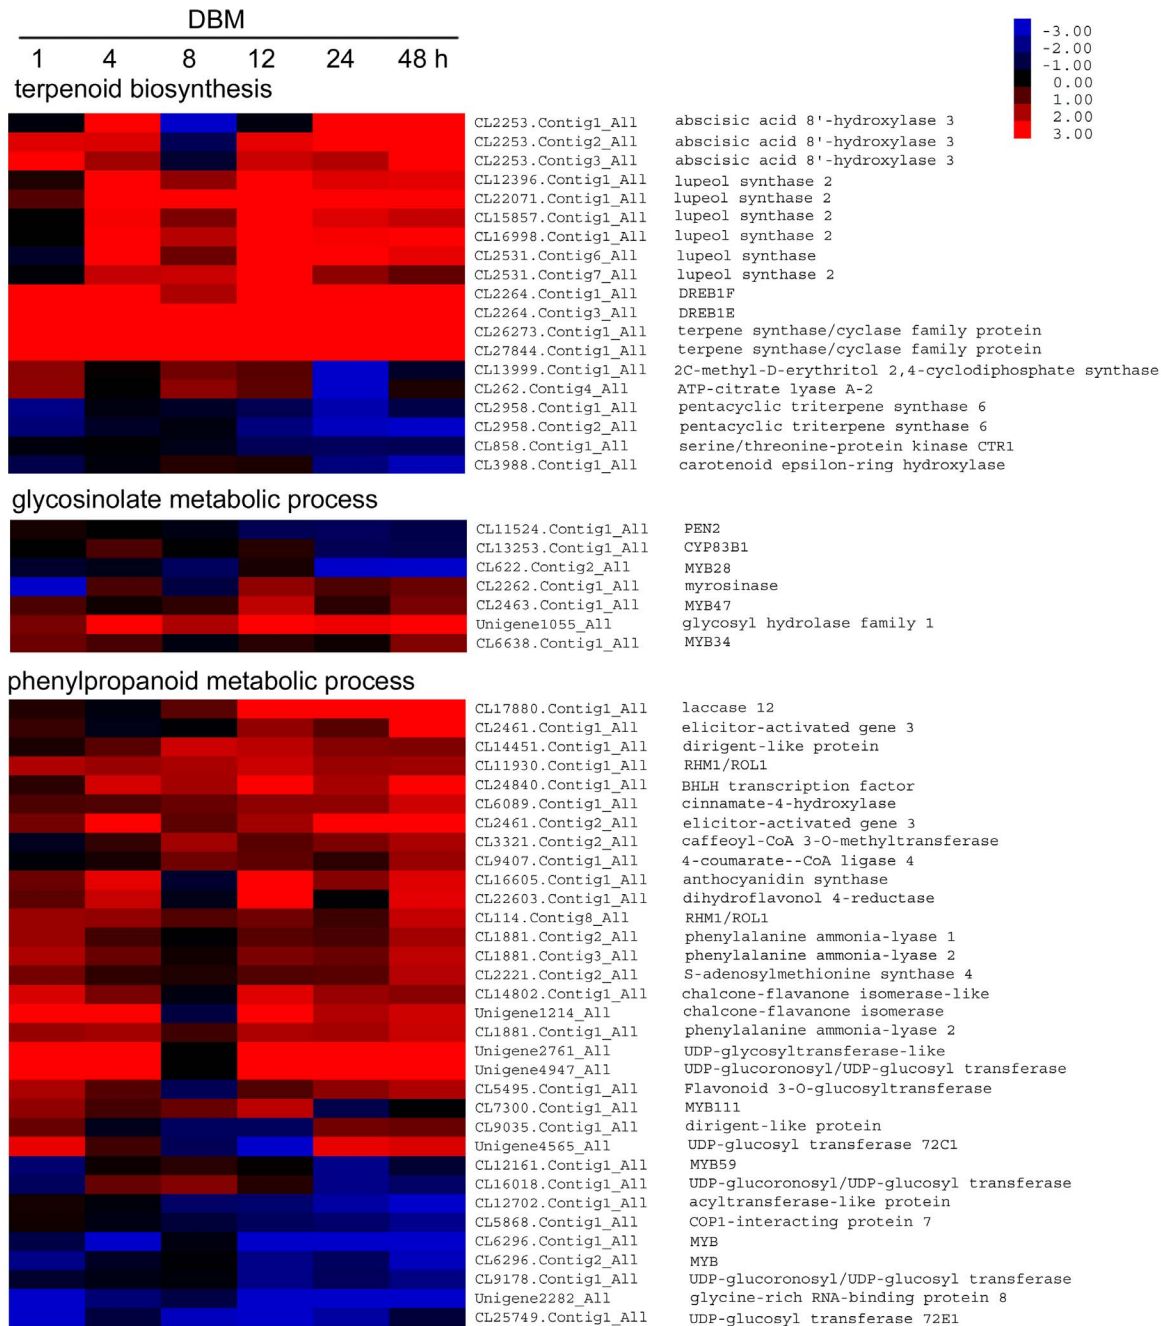 DBM
1 4 8 12 24 48 h
-3.00
-2.00
-1.00
0.00
1.00
2.00
3.00
terpenoid biosynthesis
CL2253.Contig1_All abscisic acid 8'-hydroxylase 3
CL2253.Contig2_All abscisic acid 8'-hydroxylase 3
CL2253.Contig3_All abscisic acid 8'-hydroxylase 3
CL12396.Contig1_All lupeol synthase 2
CL22071.Contig1_All lupeol synthase 2
CL15857.Contig1_All lupeol synthase 2
CL16998.Contig1_All lupeol synthase 2
CL2531.Contig6_All lupeol synthase
CL2531.Contig7_All lupeol synthase 2
CL2264.Contig1_All DREB1F
CL2264.Contig3_All DREB1E
CL26273.Contig1_All terpene synthase/cyclase family protein
CL27844.Contig1_All terpene synthase/cyclase family protein
CL13999.Contig1_All 2C-methyl-D-erythritol 2,4-cyclodiphosphate synthase
CL262.Contig4_All ATP-citrate lyase A-2
CL2958.Contig1_All pentacyclic triterpene synthase 6
CL2958.Contig2_All pentacyclic triterpene synthase 6
CL858.Contig1_All serine/threonine-protein kinase CTR1
CL3988.Contig1_All carotenoid epsilon-ring hydroxylase
glycosinolate metabolic process
CL11524.Contig1_All PEN2
CL13253.Contig1_All CYP83B1
CL622.Contig2_All MYB28
CL2262.Contig1_All myrosinase
CL2463.Contig1_All MYB47
Unigene1055_All glycosyl hydrolase family 1
CL6638.Contig1_All MYB34
phenylpropanoid metabolic process
CL17880.Contig1_All laccase 12
CL2461.Contig1_All elicitor-activated gene 3
CL14451.Contig1_All dirigent-like protein
CL11930.Contig1_All RHM1/ROL1
CL24840.Contig1_All BHLH transcription factor
CL6089.Contig1_All cinnamate-4-hydroxylase
CL2461.Contig2_All elicitor-activated gene 3
CL3321.Contig2_All caffeoyl-CoA 3-O-methyltransferase
CL9407.Contig1_All 4-coumarate--CoA ligase 4
CL16605.Contig1_All anthocyanidin synthase
CL22603.Contig1_All dihydroflavonol 4-reductase
CL114.Contig8_All RHM1/ROL1
CL1881.Contig2_All phenylalanine ammonia-lyase 1
CL1881.Contig3_All phenylalanine ammonia-lyase 2
CL2221.Contig2_All S-adenosylmethionine synthase 4
CL14802.Contig1_All chalcone-flavanone isomerase-like
Unigene1214_All chalcone-flavanone isomerase
CL1881.Contig1_All phenylalanine ammonia-lyase 2
Unigene2761_All UDP-glycosyltransferase-like
Unigene4947_All UDP-glucoronosyl/UDP-glucosyl transferase
CL5495.Contig1_All Flavonoid 3-O-glucosyltransferase
CL7300.Contig1_All MYB111
CL9035.Contig1_All dirigent-like protein
Unigene4565_All UDP-glucosyl transferase 72C1
CL12161.Contig1_All MYB59
CL16018.Contig1_All UDP-glucoronosyl/UDP-glucosyl transferase
CL12702.Contig1_All acyltransferase-like protein
CL5868.Contig1_All COP1-interacting protein 7
CL6296.Contig1_All MYB
CL6296.Contig2_All MYB
CL9178.Contig1_All UDP-glucoronosyl/UDP-glucosyl transferase
Unigene2282_All glycine-rich RNA-binding protein 8
CL25749.Contig1_All UDP-glucosyl transferase 72E1